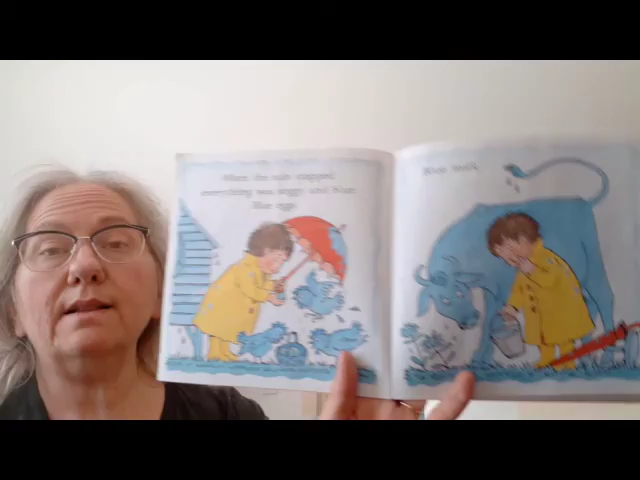 When the rain stopped,
everything was soggy and blue.
Blue eggs.
Blue milk.